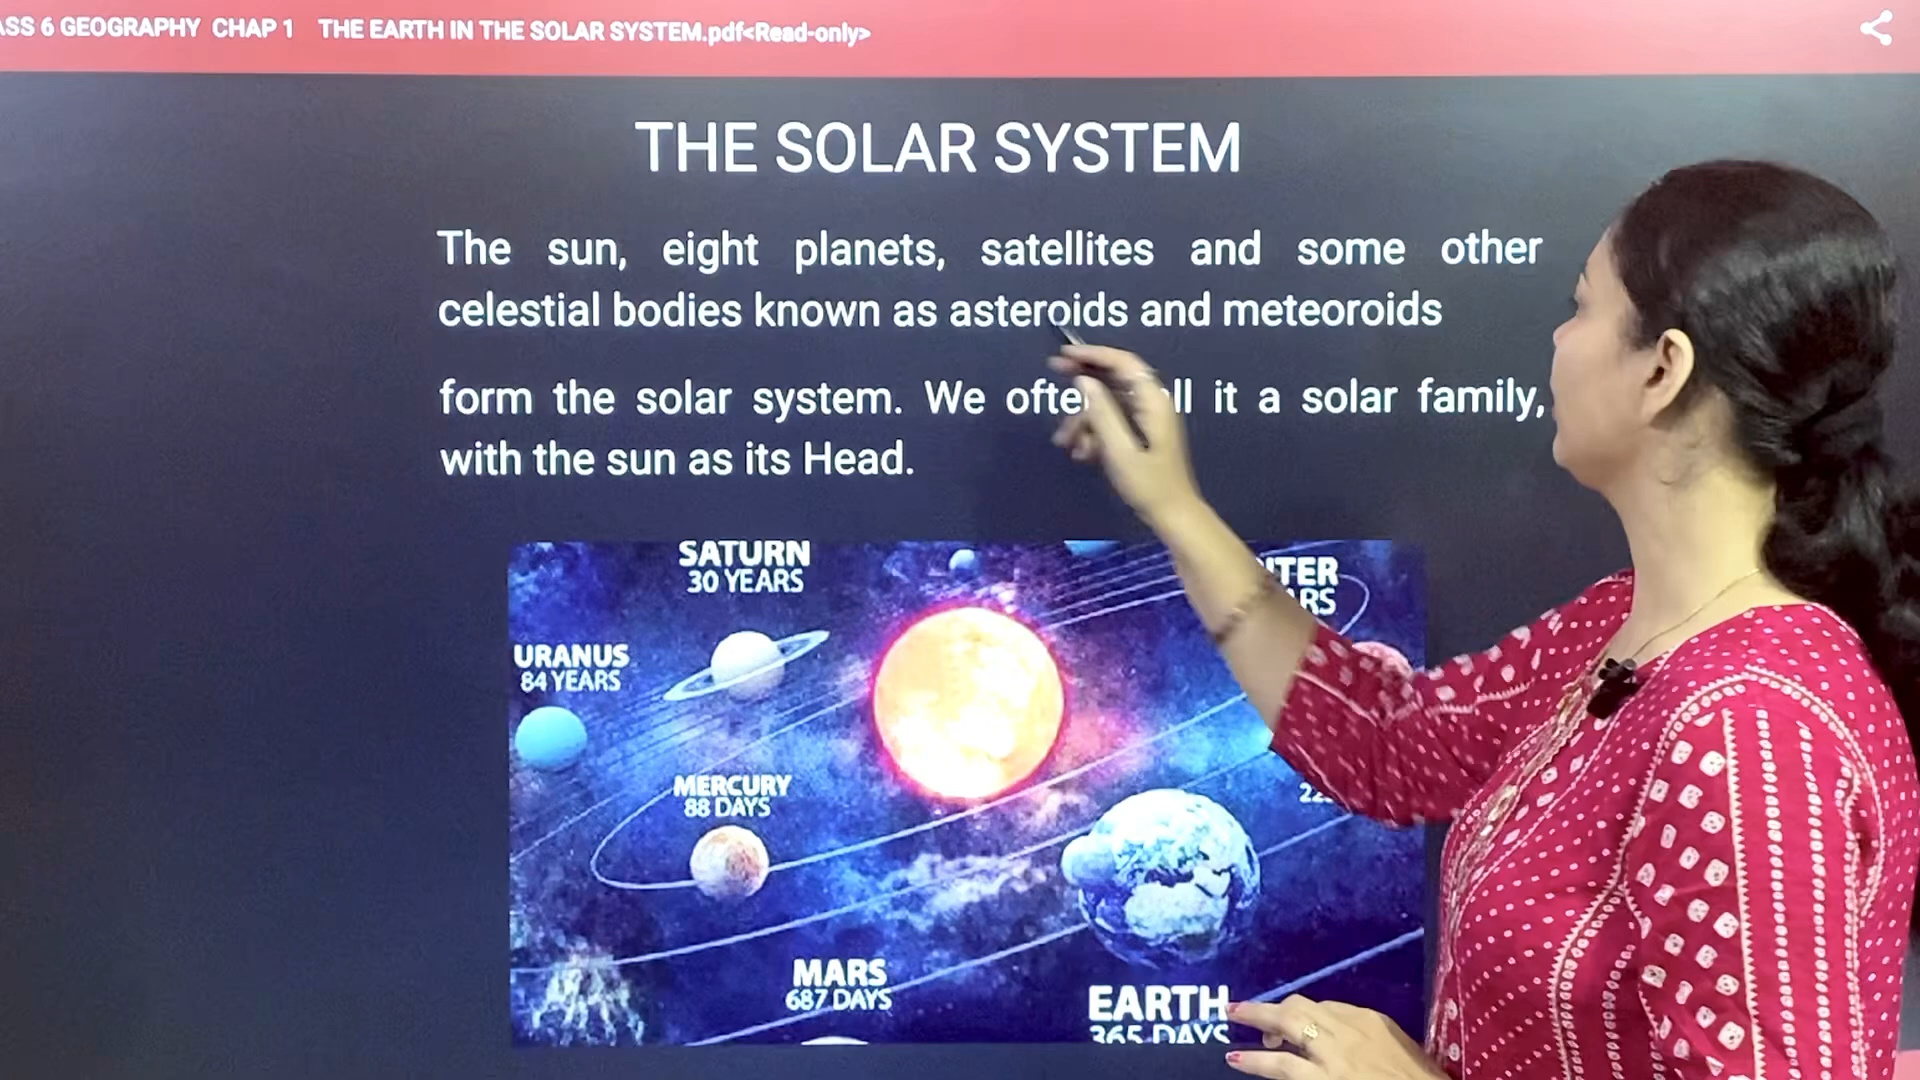 6 GEOGRAPHY CHAP 1 THE EARTH IN THE SOLAR SYSTEM.pdf<Read-only>
THE SOLAR SYSTEM
The sun, eight planets, satellites and some other
celestial bodies known as asteroids and meteoroids
form the solar system. We it a solar family,
with the sun as its Head.
SATURN
30 YEARS
URANUS
84 YEARS
MERCURY
88 DAYS
MARS
687 DAYS
EARTH
365 DAYS